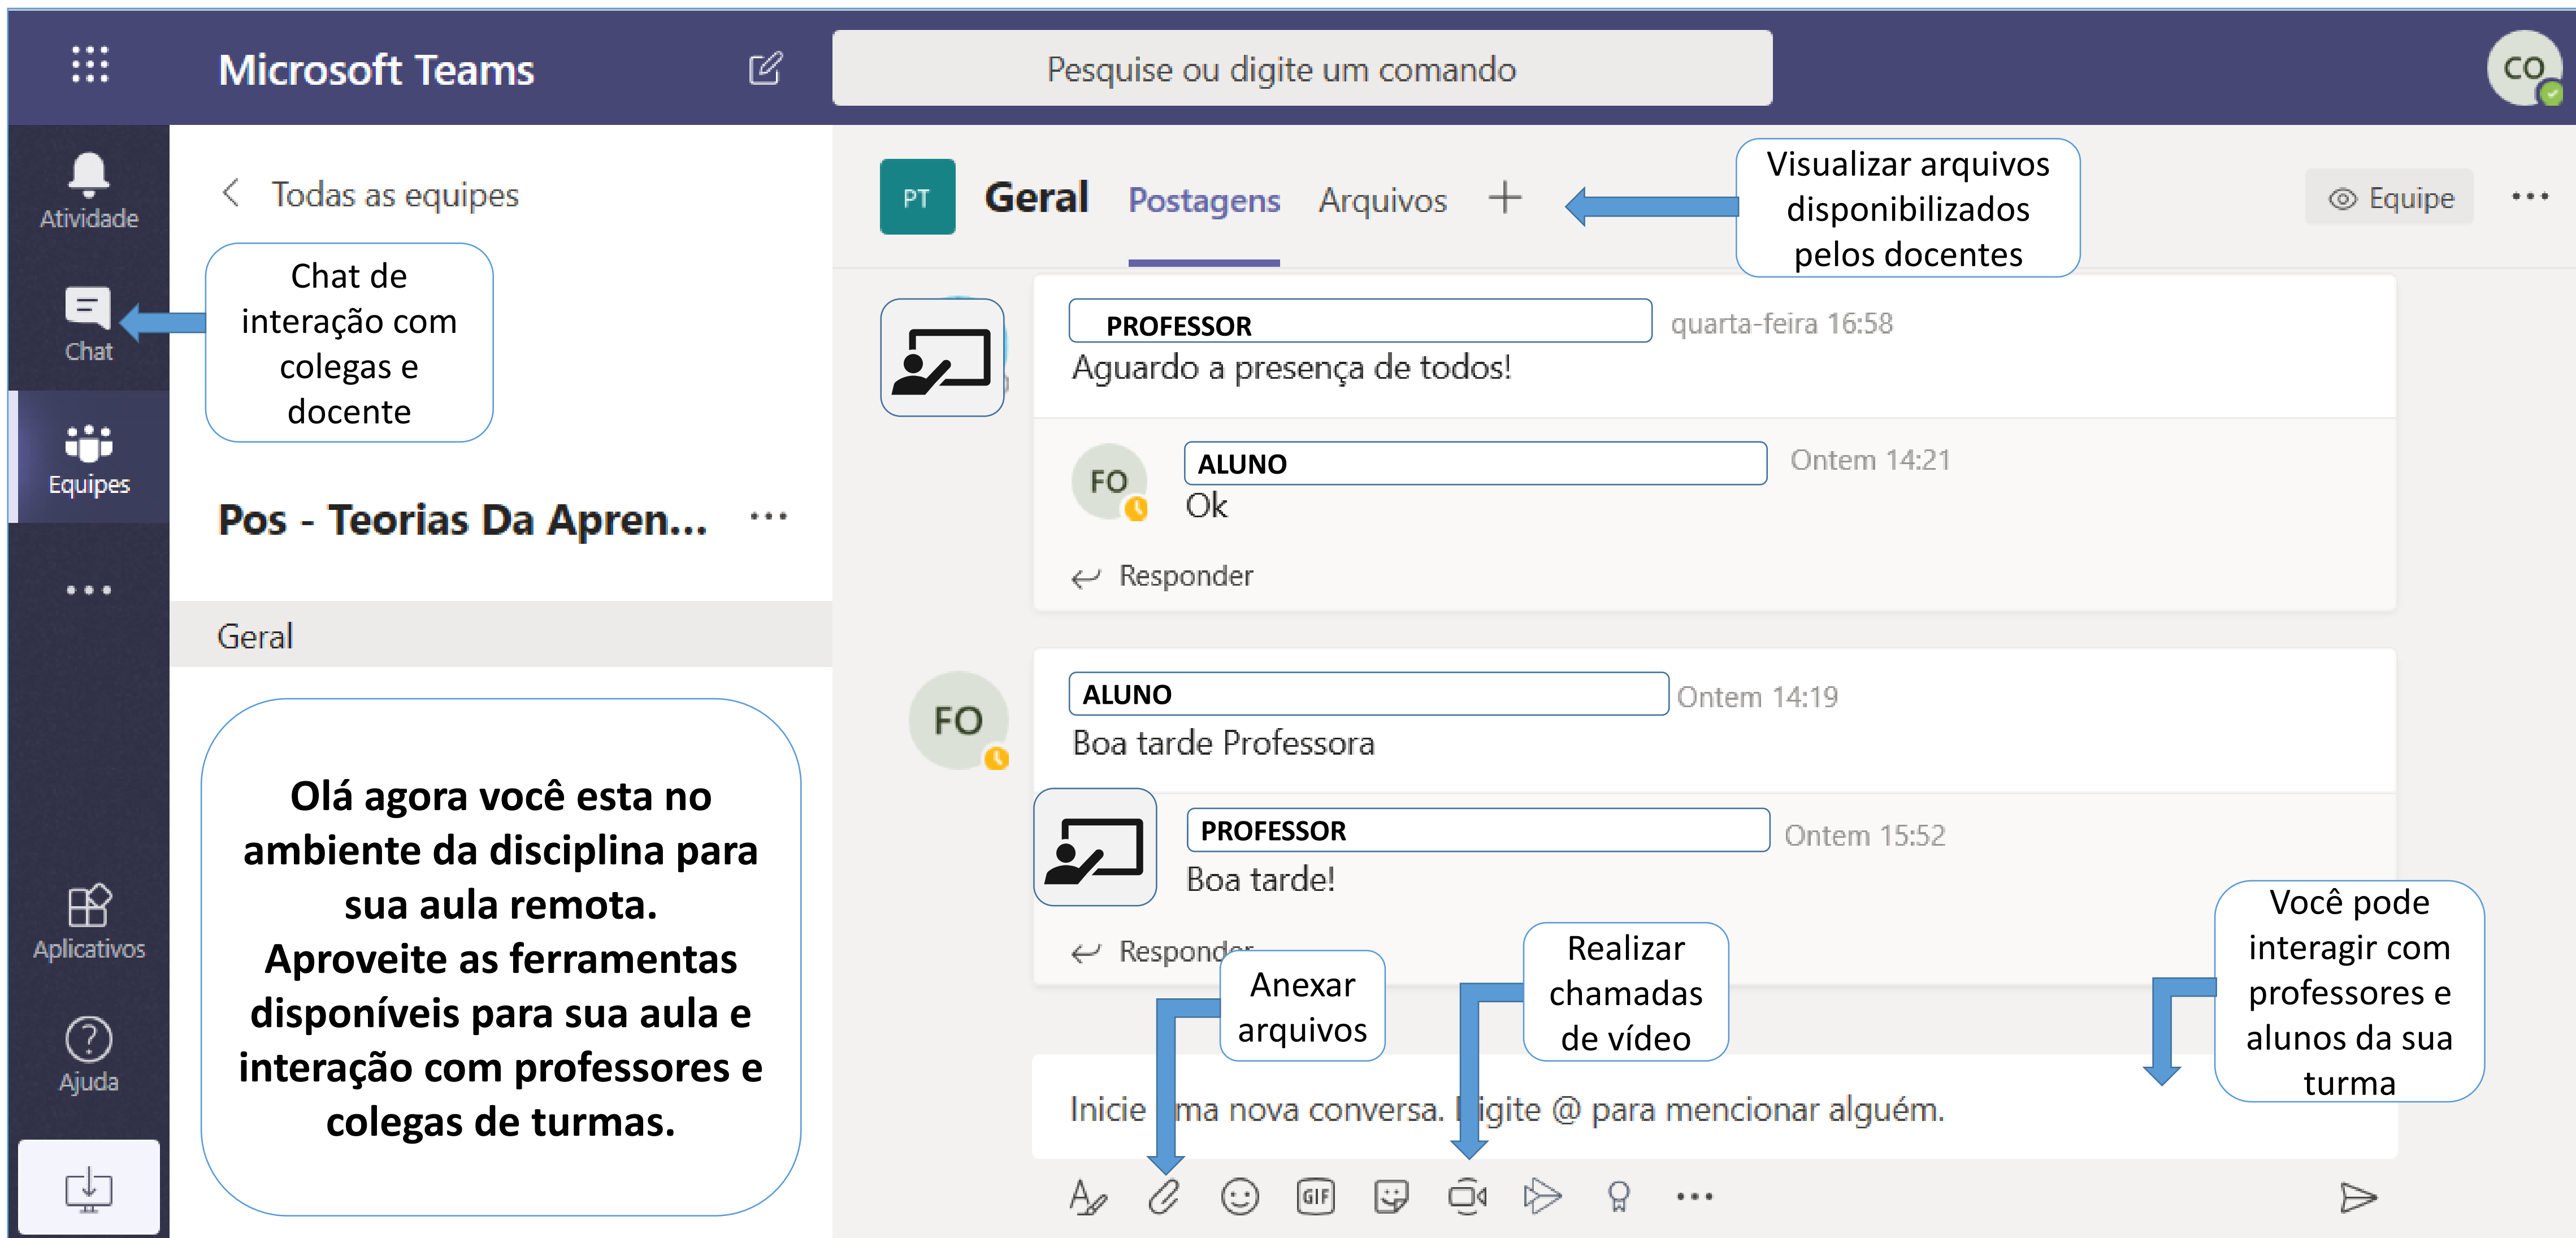 Microsoft Teams
Pesquise ou digite um comando
CO
Atividade
Chat
Equipes
Aplicativos
Ajuda
Todas as equipes
Chat de
interação com
colegas e
docente
Pos - Teorias Da Apren... ...
Geral
Olá agora você esta no
ambiente da disciplina para
sua aula remota.
Aproveite as ferramentas
disponíveis para sua aula e
interação com professores e
colegas de turmas.
PT Geral Postagens Arquivos +
Visualizar arquivos
disponibilizados
pelos docentes
Equipe ...
PROFESSOR quarta-feira 16:58
Aguardo a presença de todos!
FO ALUNO Ontem 14:21
Ok
Responder
FO ALUNO Ontem 14:19
Boa tarde Professora
PROFESSOR Ontem 15:52
Boa tarde!
Anexar
arquivos
Realizar
chamadas
de vídeo
Você pode
interagir com
professores e
alunos da sua
turma
Inicie ma nova conversa. igite @ para mencionar alguém.
GIF